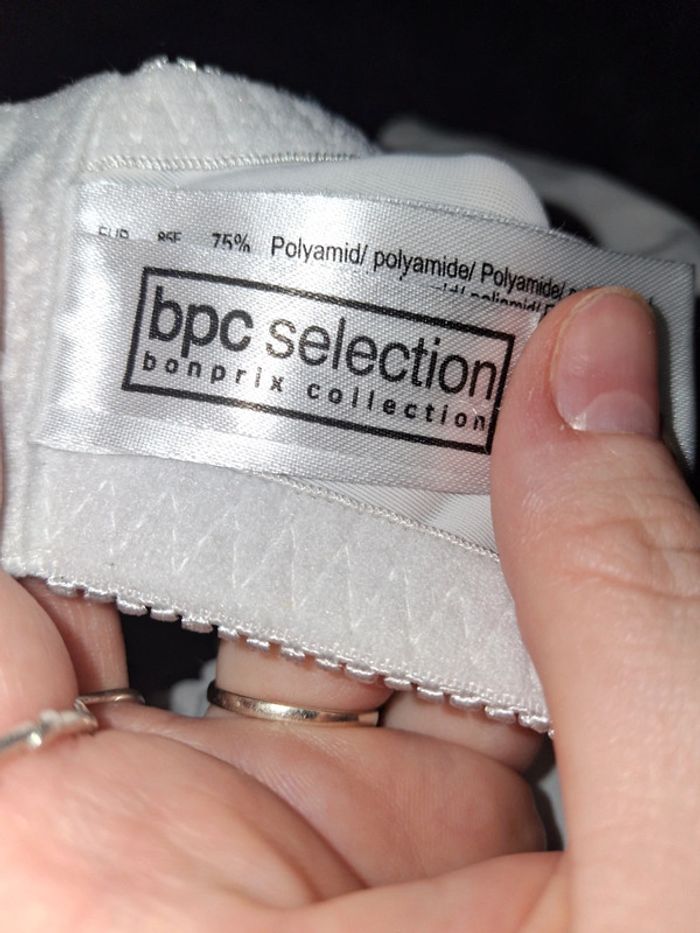 75% Polyamid/ polyamide/ Polyamide/
bpc selection
bonprix collection